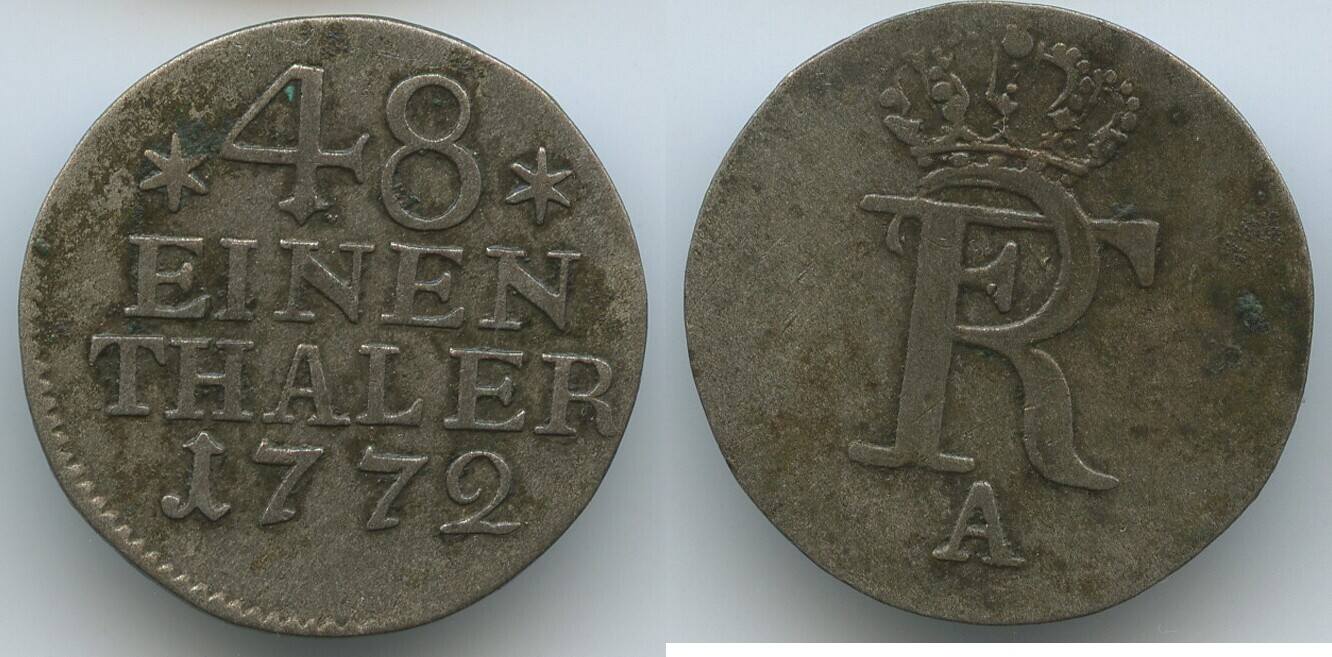 * 48 *
EINEN
THALER
1772
FR
A